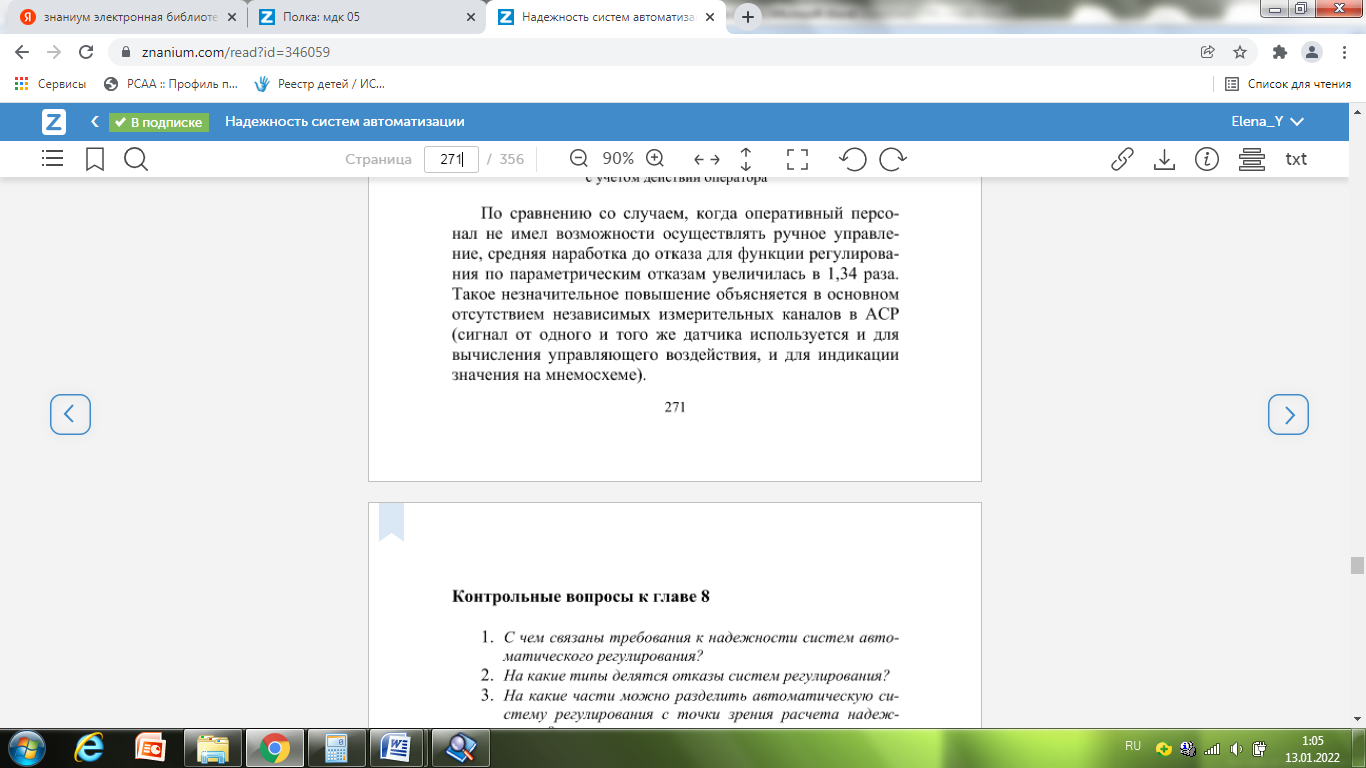 знаниум электронная библиоте
Полка: мдк 05
Надежность систем автоматиза
znanium.com/read?id=346059
Сервисы
РСАА :: Профиль п...
Реестр детей / ИС...
Список для чтения
Z
В подписке
Надежность систем автоматизации
Elena_Y
Страница
271
/ 356
90%
txt
с учетом действий оператора
По сравнению со случаем, когда оперативный персо-
нал не имел возможности осуществлять ручное управле-
ние, средняя наработка до отказа для функции регулирова-
ния по параметрическим отказам увеличилась в 1,34 раза.
Такое незначительное повышение объясняется в основном
отсутствием независимых измерительных каналов в АСР
(сигнал от одного и того же датчика используется и для
вычисления управляющего воздействия, и для индикации
значения на мнемосхеме).
271
Контрольные вопросы к главе 8
1. С чем связаны требования к надежности систем авто-
матического регулирования?
2. На какие типы делятся отказы систем регулирования?
3. На какие части можно разделить автоматическую си-
стему регулирования с точки зрения расчета надеж-
RU
1:05
13.01.2022